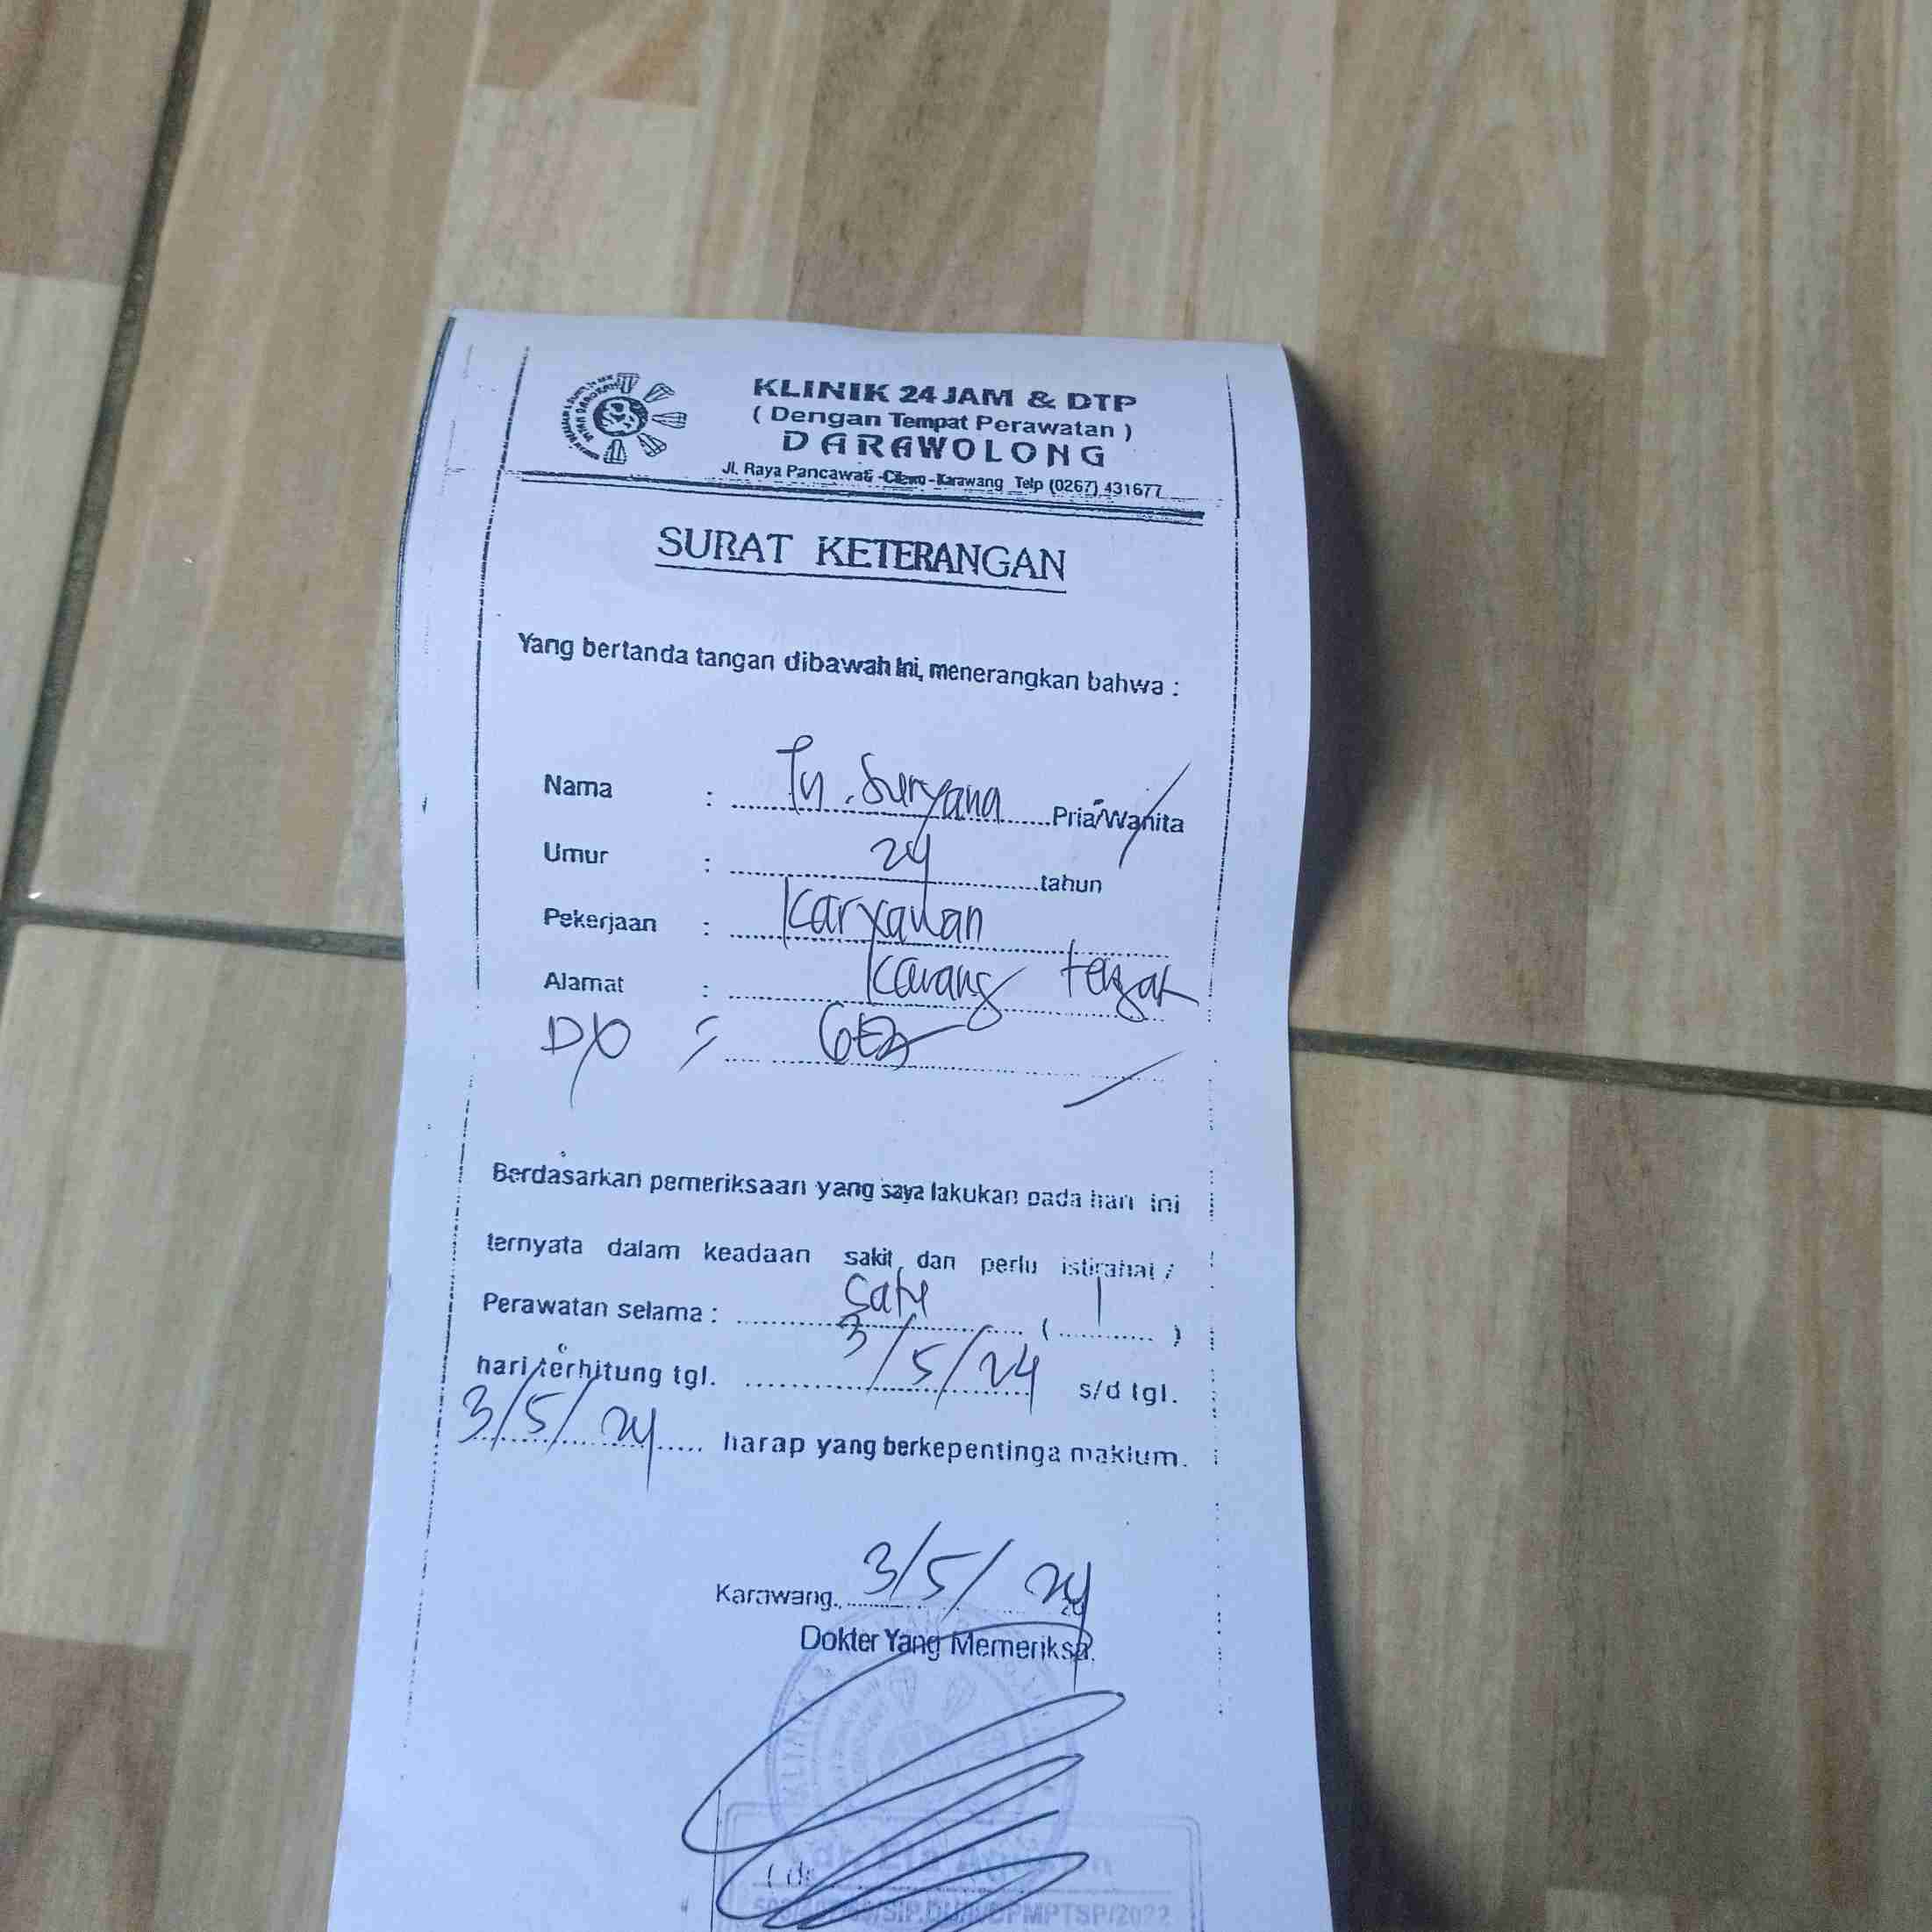 KLINIK 24 JAM & DTP
( Dengan Tempat Perawatan )
DARAWOLONG
Jl. Raya Pancawati -Cilewo-Karawang Telp (0267) 431677
SURAT KETERANGAN
Yang bertanda tangan dibawah Ini, menerangkan bahwa :
Nama : Tn. Suryana Pria/Wanita
Umur : 24 tahun
Pekerjaan : Karyawan
Alamat : Karang
DX :
Berdasarkan pemeriksaan yang saya lakukan pada hari ini
ternyata dalam keadaan sakit, dan perlu istirahat /
Perawatan selama : Satu ( 1 )
hari terhitung tgl. 3/5/24 s/d tgl.
3/5/24 harap yang berkepentinga maklum.
Karawang, 3/5/24
Dokter Yang Memeriksa.
( dr.